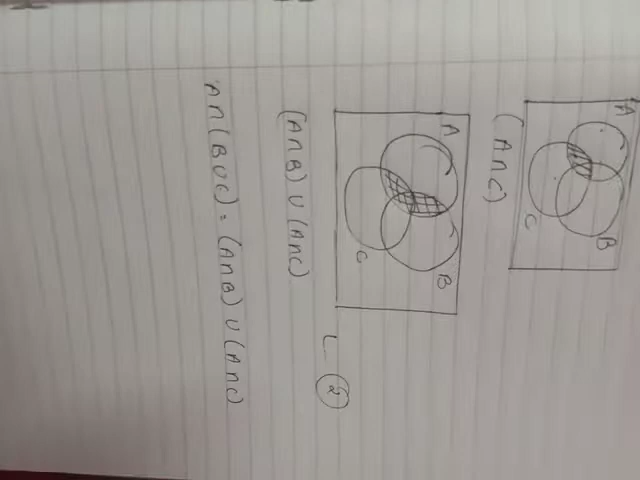 A
B
C
(A∩C)
A
B
C
L (2)
(A∩B) ∪ (A∩C)
A∩(B∪C) = (A∩B) ∪ (A∩C)